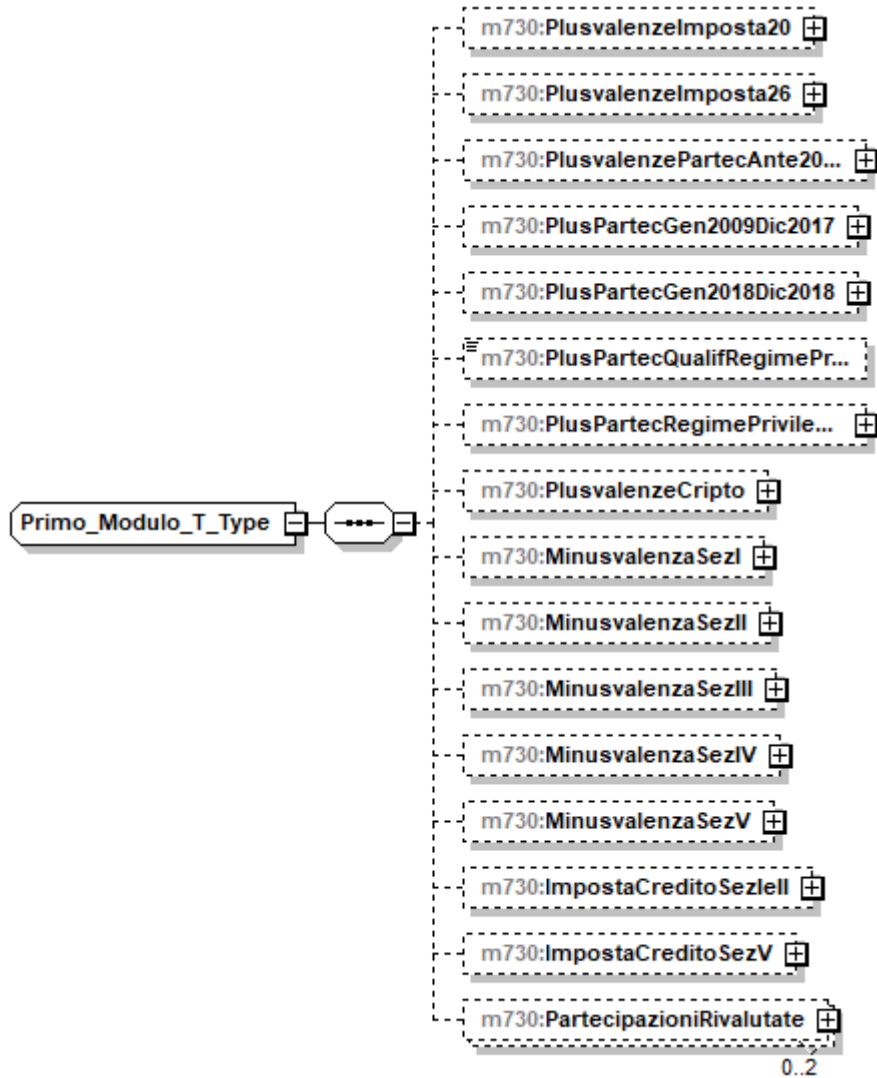 m730:PlusvalenzeImposta20
m730:PlusvalenzeImposta26
m730:PlusvalenzePartecAnte20...
m730:PlusPartecGen2009Dic2017
m730:PlusPartecGen2018Dic2018
m730:PlusPartecQualifRegimePr...
m730:PlusPartecRegimePrivile...
m730:PlusvalenzeCripto
Primo_Modulo_T_Type
m730:MinusvalenzaSezI
m730:MinusvalenzaSezII
m730:MinusvalenzaSezIII
m730:MinusvalenzaSezIV
m730:MinusvalenzaSezV
m730:ImpostaCreditoSezIeII
m730:ImpostaCreditoSezV
m730:PartecipazioniRivalutate
0..2